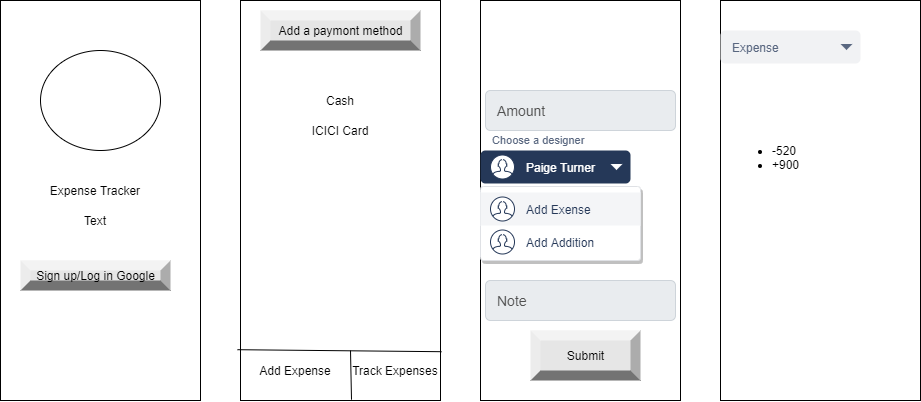 Expense Tracker
Text
Sign up/Log in Google
Add a paymont method
Cash
ICICI Card
Add Expense
Track Expenses
Amount
Choose a designer
Paige Turner
Add Exense
Add Addition
Note
Submit
Expense
-520
+900